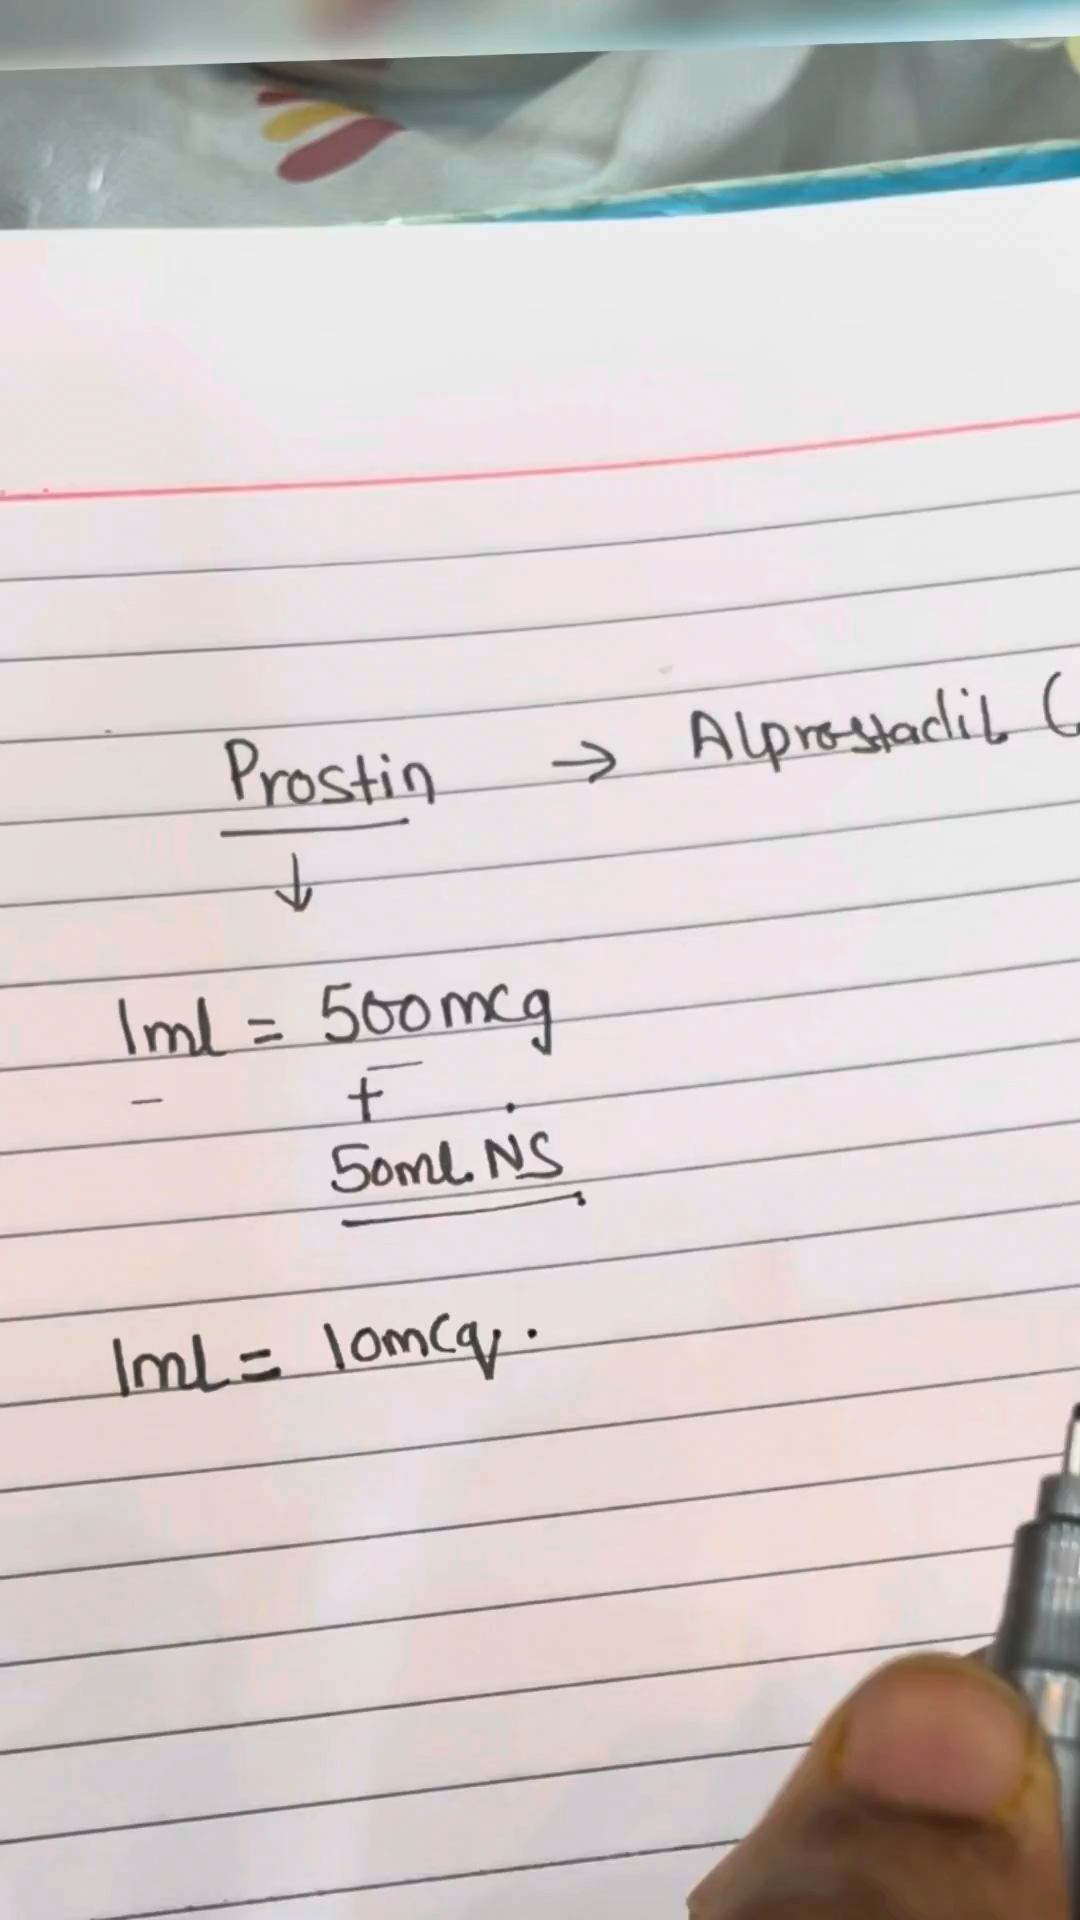 Prostin → Alprostadil (
↓
1ml = 500mcg
+
50ml. NS
1ml = 10mcg.